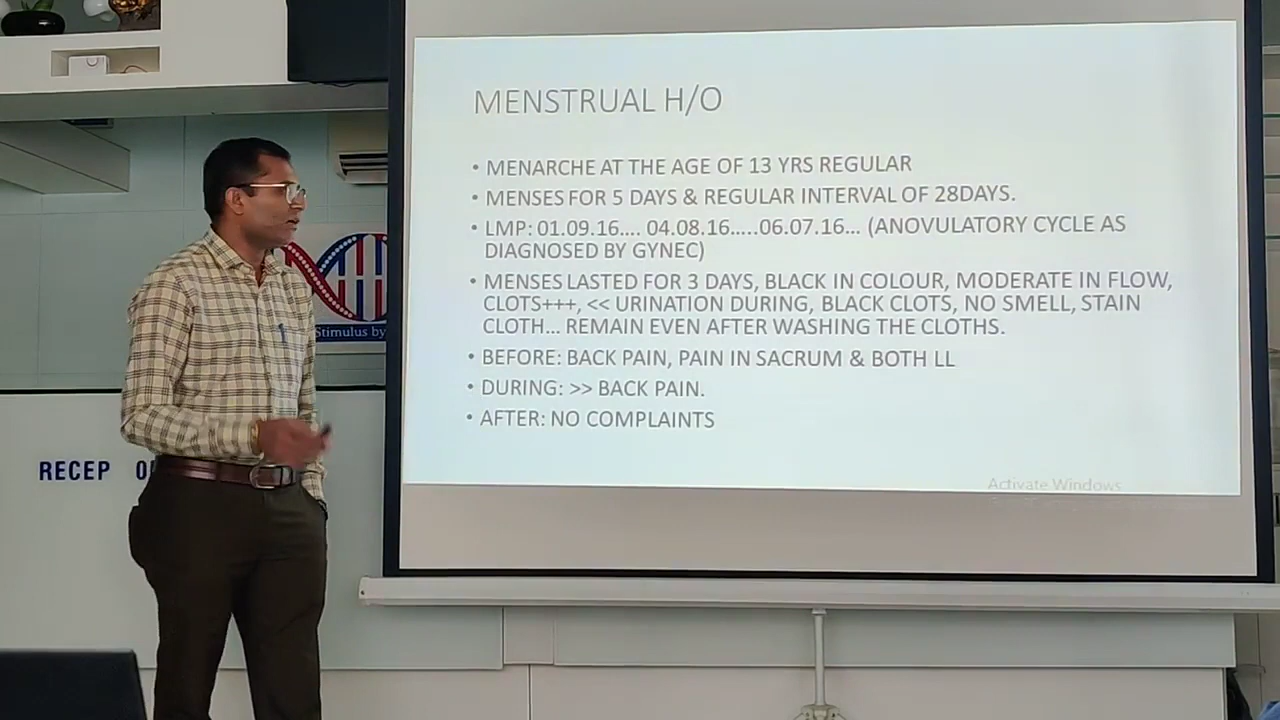 MENSTRUAL H/O
• MENARCHE AT THE AGE OF 13 YRS REGULAR
• MENSES FOR 5 DAYS & REGULAR INTERVAL OF 28DAYS.
• LMP: 01.09.16.... 04.08.16.....06.07.16... (ANOVULATORY CYCLE AS
DIAGNOSED BY GYNEC)
• MENSES LASTED FOR 3 DAYS, BLACK IN COLOUR, MODERATE IN FLOW,
CLOTS+++, << URINATION DURING, BLACK CLOTS, NO SMELL, STAIN
CLOTH... REMAIN EVEN AFTER WASHING THE CLOTHS.
• BEFORE: BACK PAIN, PAIN IN SACRUM & BOTH LL
• DURING: >> BACK PAIN.
• AFTER: NO COMPLAINTS
Activate Windows
Stimulus by
RECEP